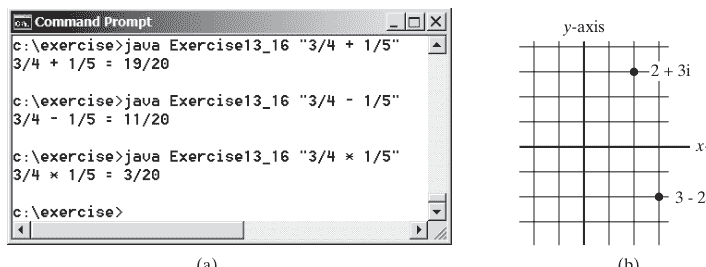 Command Prompt
c:\exercise>java Exercise13_16 "3/4 + 1/5"
3/4 + 1/5 = 19/20
c:\exercise>java Exercise13_16 "3/4 - 1/5"
3/4 - 1/5 = 11/20
c:\exercise>java Exercise13_16 "3/4 * 1/5"
3/4 * 1/5 = 3/20
c:\exercise>
(a)
y-axis
2 + 3i
x-
3 - 2
(b)